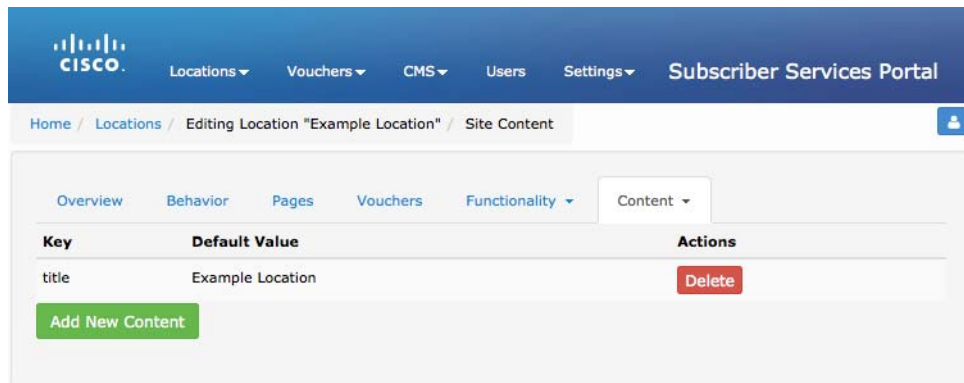 CISCO.
Locations Vouchers CMS Users Settings Subscriber Services Portal
Home / Locations / Editing Location "Example Location" / Site Content
Overview Behavior Pages Vouchers Functionality Content
Key Default Value Actions
title Example Location Delete
Add New Content